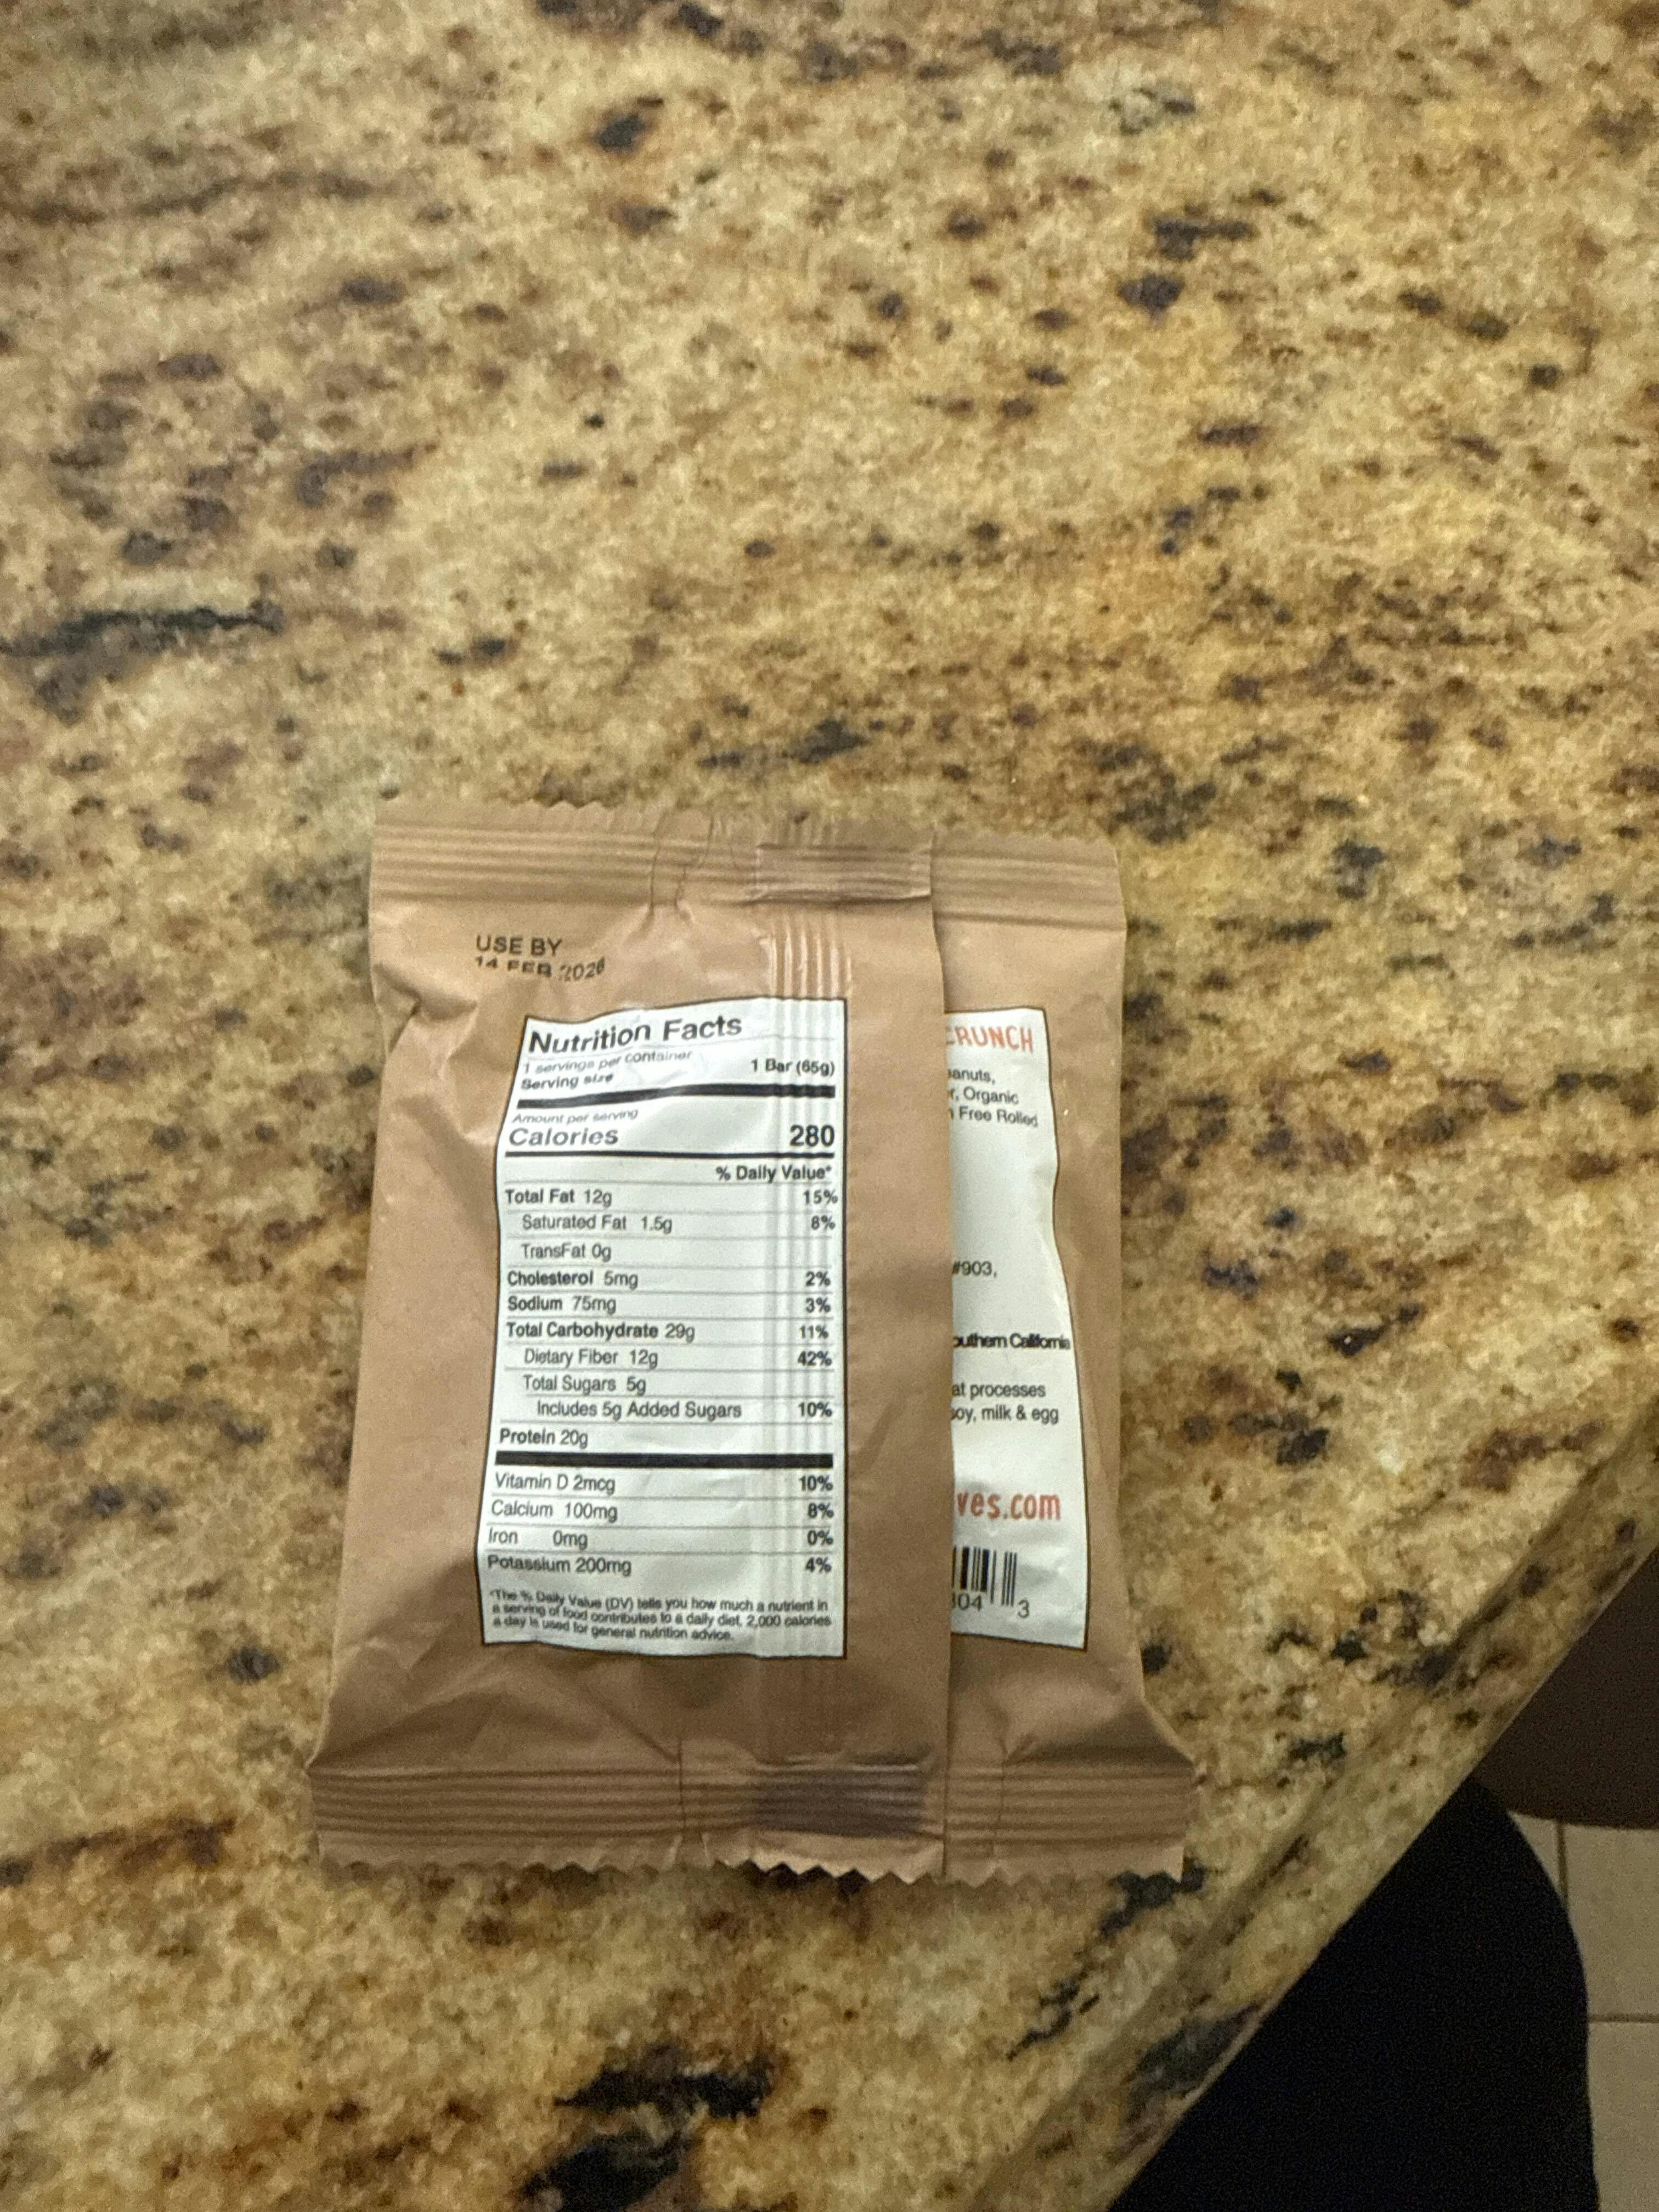 USE BY
14 FEB 2026
Nutrition Facts
1 servings per container
Serving size 1 Bar (65g)
Amount per serving
Calories 280
% Daily Value*
Total Fat 12g 15%
Saturated Fat 1.5g 8%
TransFat 0g
Cholesterol 5mg 2%
Sodium 75mg 3%
Total Carbohydrate 29g 11%
Dietary Fiber 12g 42%
Total Sugars 5g
Includes 5g Added Sugars 10%
Protein 20g
Vitamin D 2mcg 10%
Calcium 100mg 8%
Iron 0mg 0%
Potassium 200mg 4%
*The % Daily Value (DV) tells you how much a nutrient in
a serving of food contributes to a daily diet. 2,000 calories
a day is used for general nutrition advice.
CRUNCH
eanuts,
r, Organic
n Free Rolled
#903,
outhern California
at processes
soy, milk & egg
ves.com
04 3